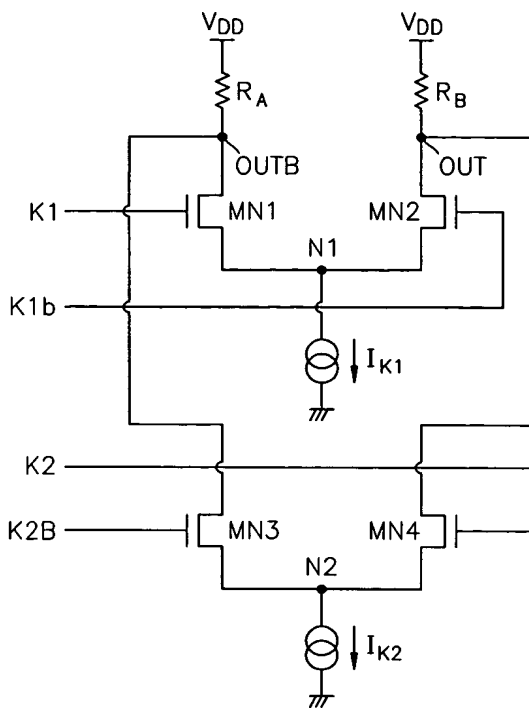 VDD
VDD
RA
RB
OUTB
OUT
K1
MN1
MN2
N1
K1b
IK1
K2
K2B
MN3
MN4
N2
IK2